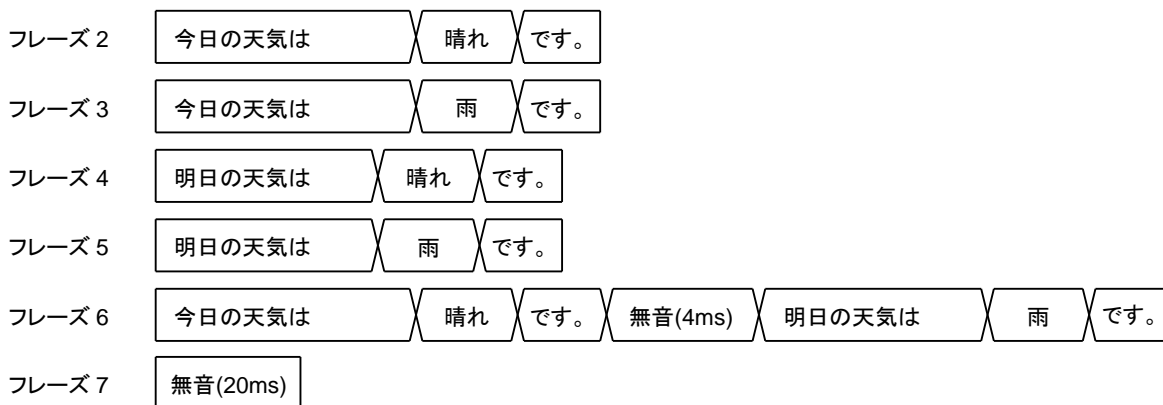 フレーズ 2 今日の天気は 晴れ です。
フレーズ 3 今日の天気は 雨 です。
フレーズ 4 明日の天気は 晴れ です。
フレーズ 5 明日の天気は 雨 です。
フレーズ 6 今日の天気は 晴れ です。 無音(4ms) 明日の天気は 雨 です。
フレーズ 7 無音(20ms)